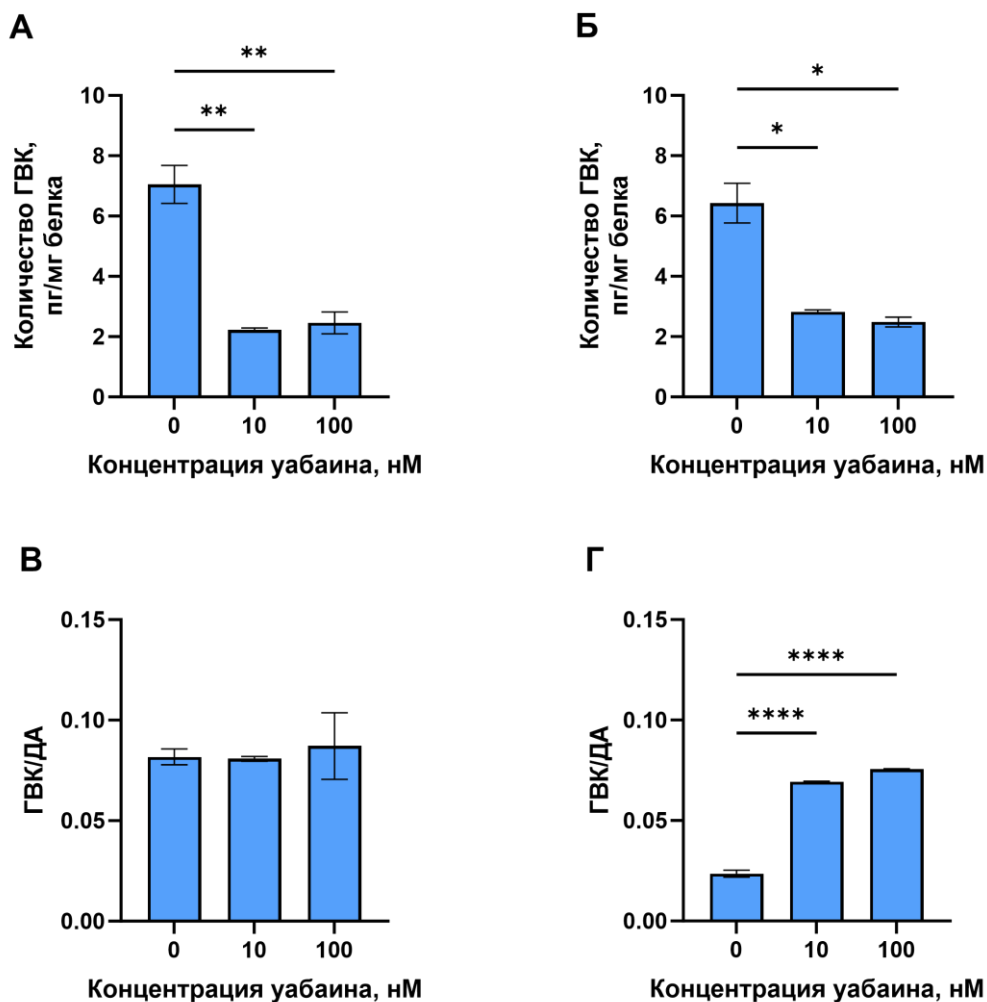 А
**
**
10
8
6
4
2
0
Количество ГВК,
пг/мг белка
0 10 100
Концентрация уабаина, нМ
Б
*
*
10
8
6
4
2
0
Количество ГВК,
пг/мг белка
0 10 100
Концентрация уабаина, нМ
В
0.15
0.10
0.05
0.00
ГВК/ДА
0 10 100
Концентрация уабаина, нМ
Г
****
****
0.15
0.10
0.05
0.00
ГВК/ДА
0 10 100
Концентрация уабаина, нМ